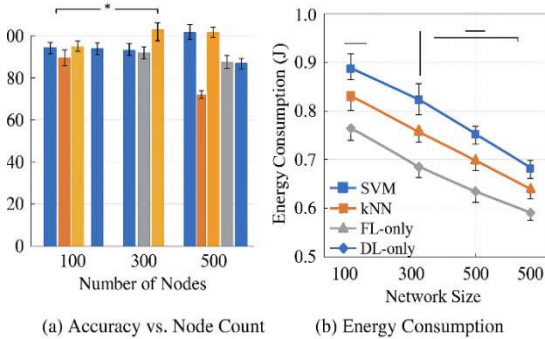 *
00
80
60
60
20
0
100 300 500
Number of Nodes
(a) Accuracy vs. Node Count
Energy Consumption (J)
1.0
0.9
0.8
0.7
0.6
0.5
SVM
kNN
FL-only
DL-only
100 300 500 500
Network Size
(b) Energy Consumption